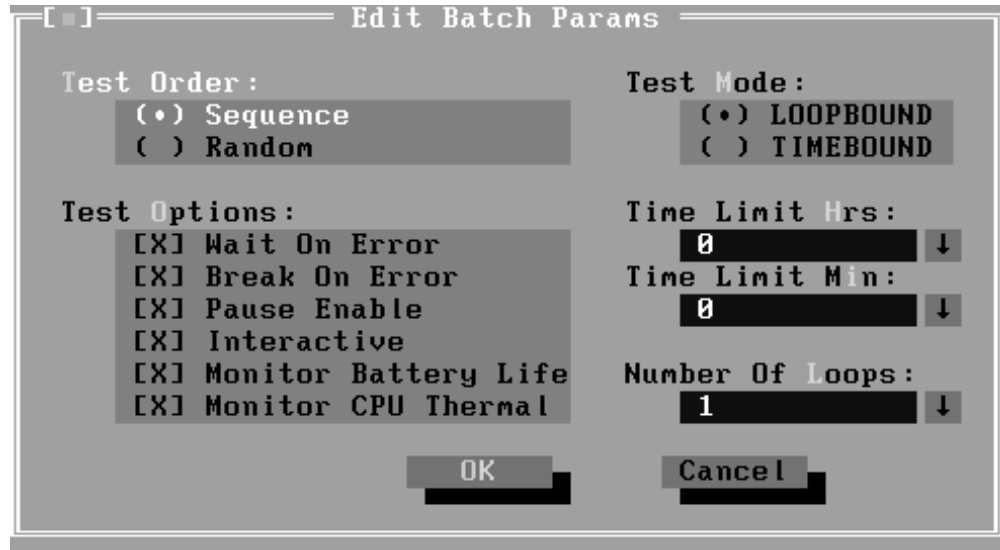 [■] Edit Batch Params
Test Order:
(•) Sequence
( ) Random
Test Mode:
(•) LOOPBOUND
( ) TIMEBOUND
Test Options:
[X] Wait On Error
[X] Break On Error
[X] Pause Enable
[X] Interactive
[X] Monitor Battery Life
[X] Monitor CPU Thermal
Time Limit Hrs:
0 ↓
Time Limit Min:
0 ↓
Number Of Loops:
1 ↓
OK
Cancel